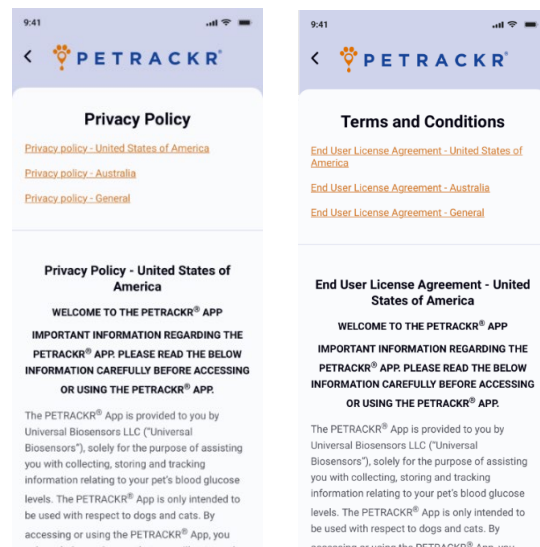 9:41
PETRACKR®
Privacy Policy
Privacy policy - United States of America
Privacy policy - Australia
Privacy policy - General
Privacy Policy - United States of
America
WELCOME TO THE PETRACKR® APP
IMPORTANT INFORMATION REGARDING THE
PETRACKR® APP. PLEASE READ THE BELOW
INFORMATION CAREFULLY BEFORE ACCESSING
OR USING THE PETRACKR® APP.
The PETRACKR® App is provided to you by
Universal Biosensors LLC (“Universal
Biosensors”), solely for the purpose of assisting
you with collecting, storing and tracking
information relating to your pet's blood glucose
levels. The PETRACKR® App is only intended to
be used with respect to dogs and cats. By
accessing or using the PETRACKR® App, you
9:41
PETRACKR®
Terms and Conditions
End User License Agreement - United States of
America
End User License Agreement - Australia
End User License Agreement - General
End User License Agreement - United
States of America
WELCOME TO THE PETRACKR® APP
IMPORTANT INFORMATION REGARDING THE
PETRACKR® APP. PLEASE READ THE BELOW
INFORMATION CAREFULLY BEFORE ACCESSING
OR USING THE PETRACKR® APP.
The PETRACKR® App is provided to you by
Universal Biosensors LLC (“Universal
Biosensors”), solely for the purpose of assisting
you with collecting, storing and tracking
information relating to your pet's blood glucose
levels. The PETRACKR® App is only intended to
be used with respect to dogs and cats. By
accessing or using the PETRACKR® App, you